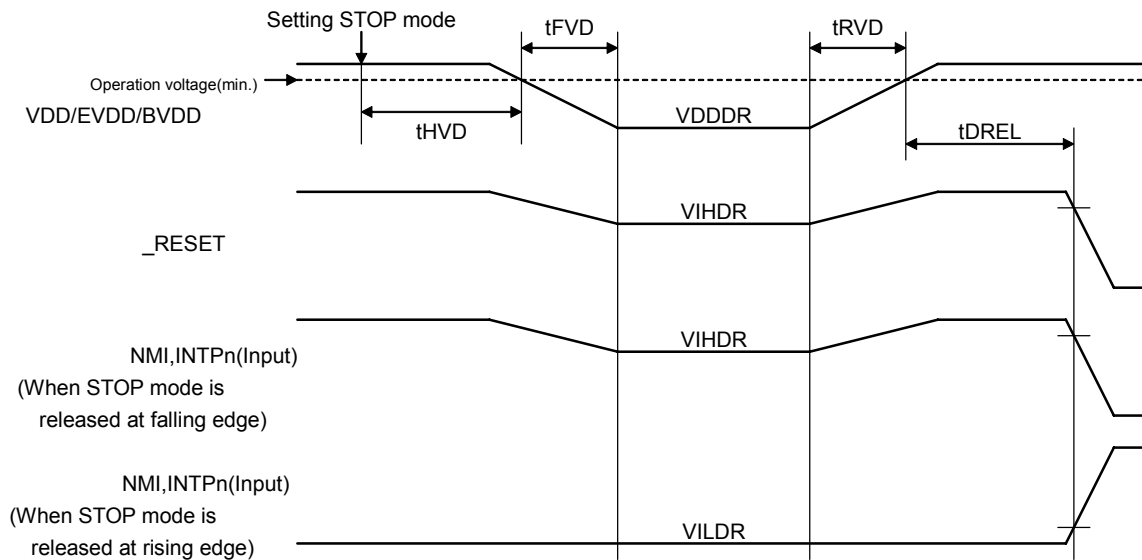 Setting STOP mode
tFVD
tRVD
Operation voltage(min.)
VDD/EVDD/BVDD
tHVD
VDDDR
tDREL
VIHDR
_RESET
VIHDR
NMI,INTPn(Input)
(When STOP mode is
released at falling edge)
NMI,INTPn(Input)
(When STOP mode is
released at rising edge)
VILDR